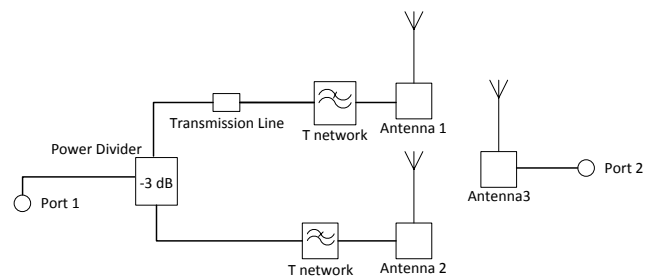 Transmission Line
T network
Antenna 1
Power Divider
-3 dB
Port 1
T network
Antenna 2
Antenna3
Port 2